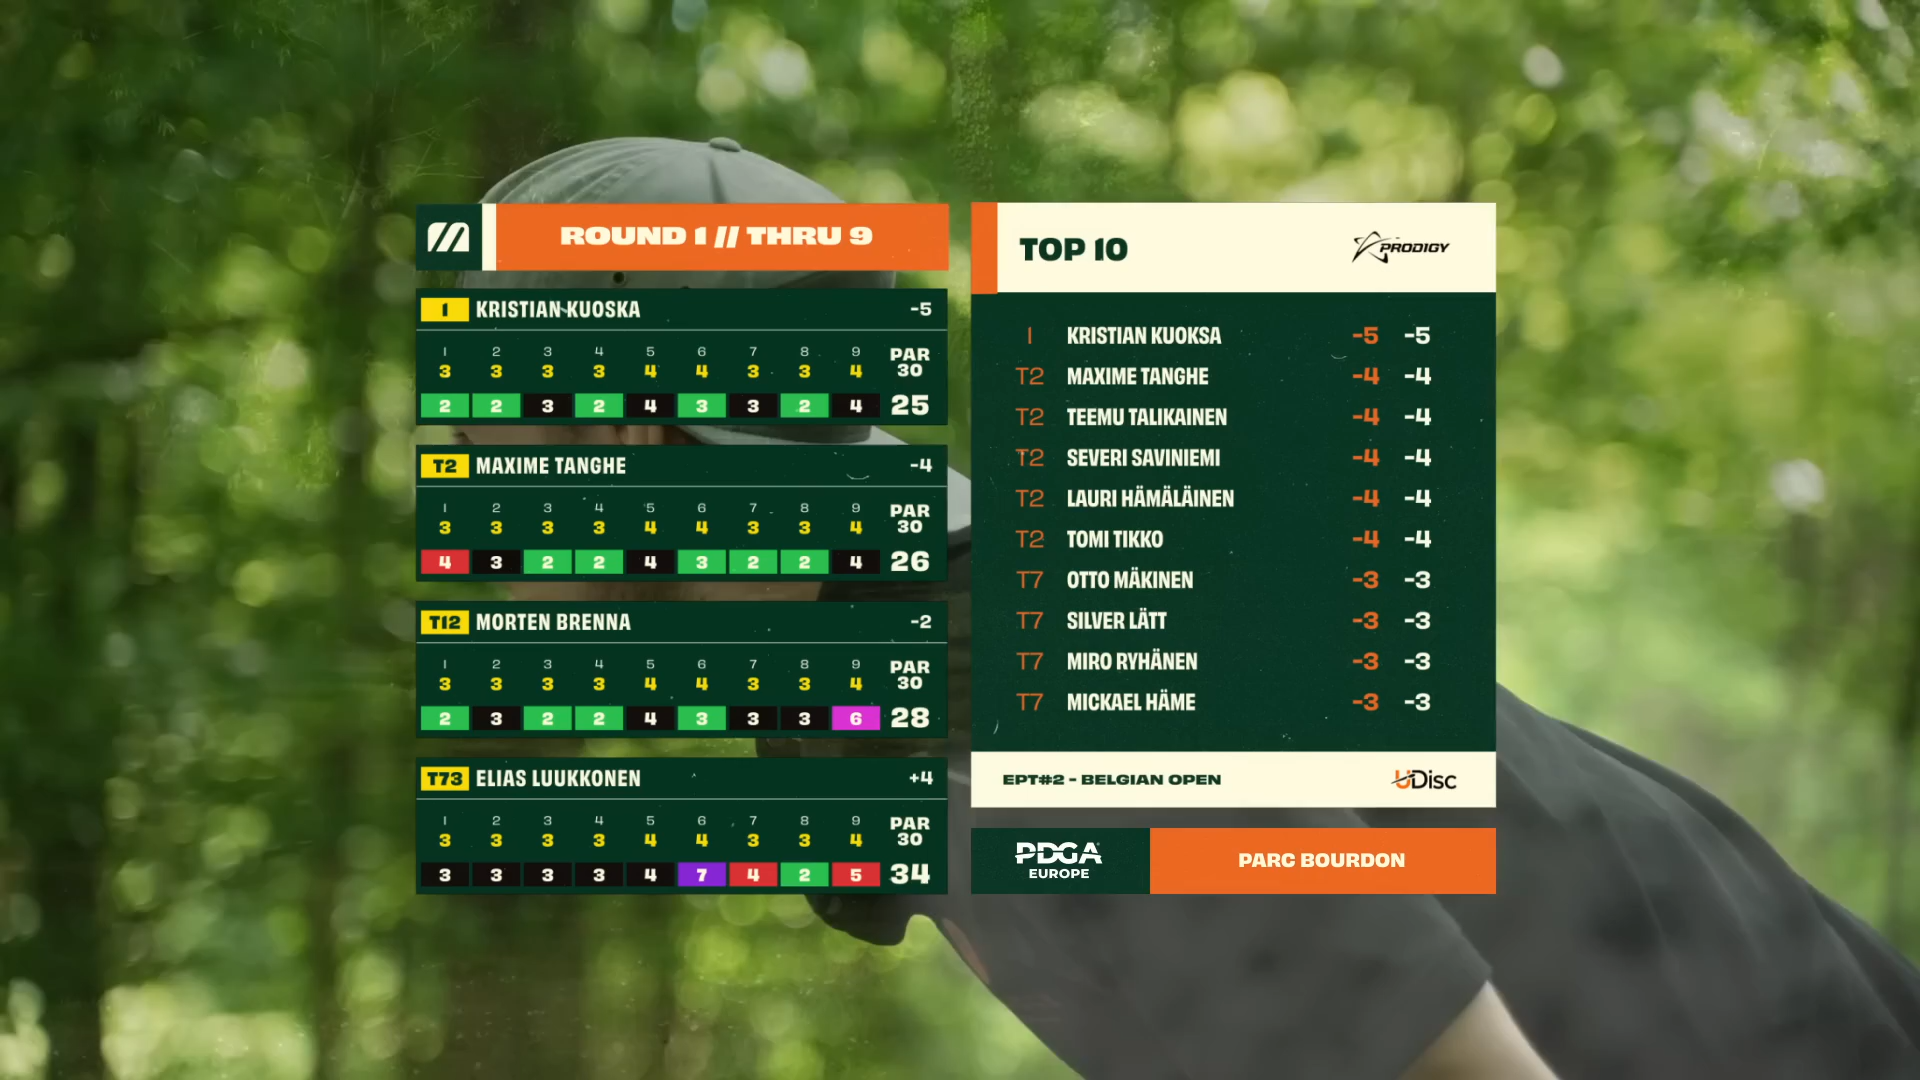 ROUND 1 // THRU 9
1 KRISTIAN KUOSKA -5
1 2 3 4 5 6 7 8 9 PAR
3 3 3 3 4 4 3 3 4 30
2 2 3 2 4 3 3 2 4 25
T2 MAXIME TANGHE -4
1 2 3 4 5 6 7 8 9 PAR
3 3 3 3 4 4 3 3 4 30
4 3 2 2 4 3 2 2 4 26
T12 MORTEN BRENNA -2
1 2 3 4 5 6 7 8 9 PAR
3 3 3 3 4 4 3 3 4 30
2 3 2 2 4 3 3 3 6 28
T73 ELIAS LUUKKONEN +4
1 2 3 4 5 6 7 8 9 PAR
3 3 3 3 4 4 3 3 4 30
3 3 3 3 4 7 4 2 5 34
TOP 10 PRODIGY
1 KRISTIAN KUOKSA -5 -5
T2 MAXIME TANGHE -4 -4
T2 TEEMU TALIKAINEN -4 -4
T2 SEVERI SAVINIEMI -4 -4
T2 LAURI HÄMÄLÄINEN -4 -4
T2 TOMI TIKKO -4 -4
T7 OTTO MÄKINEN -3 -3
T7 SILVER LÄTT -3 -3
T7 MIRO RYHÄNEN -3 -3
T7 MICKAEL HÄME -3 -3
EPT#2 - BELGIAN OPEN UDisc
PDGA
EUROPE
PARC BOURDON